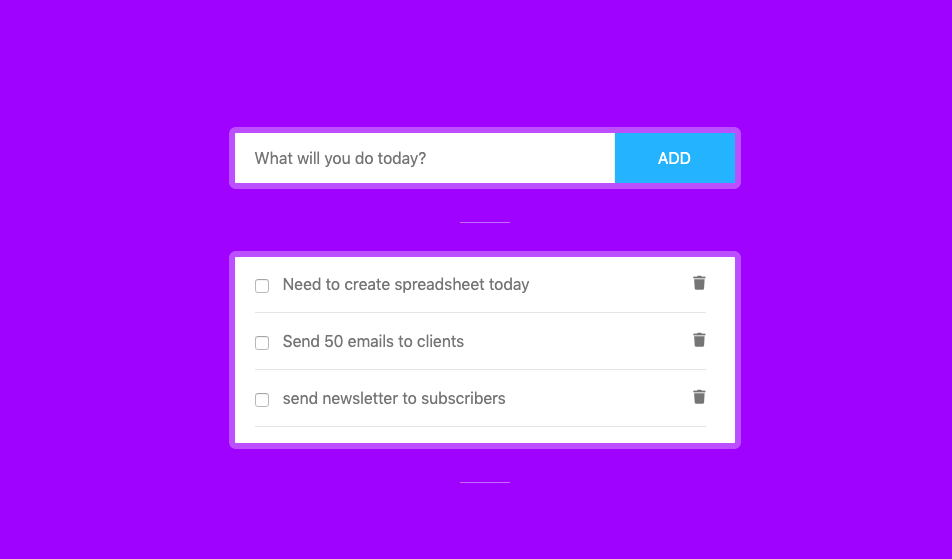 What will you do today?
ADD
Need to create spreadsheet today
Send 50 emails to clients
send newsletter to subscribers